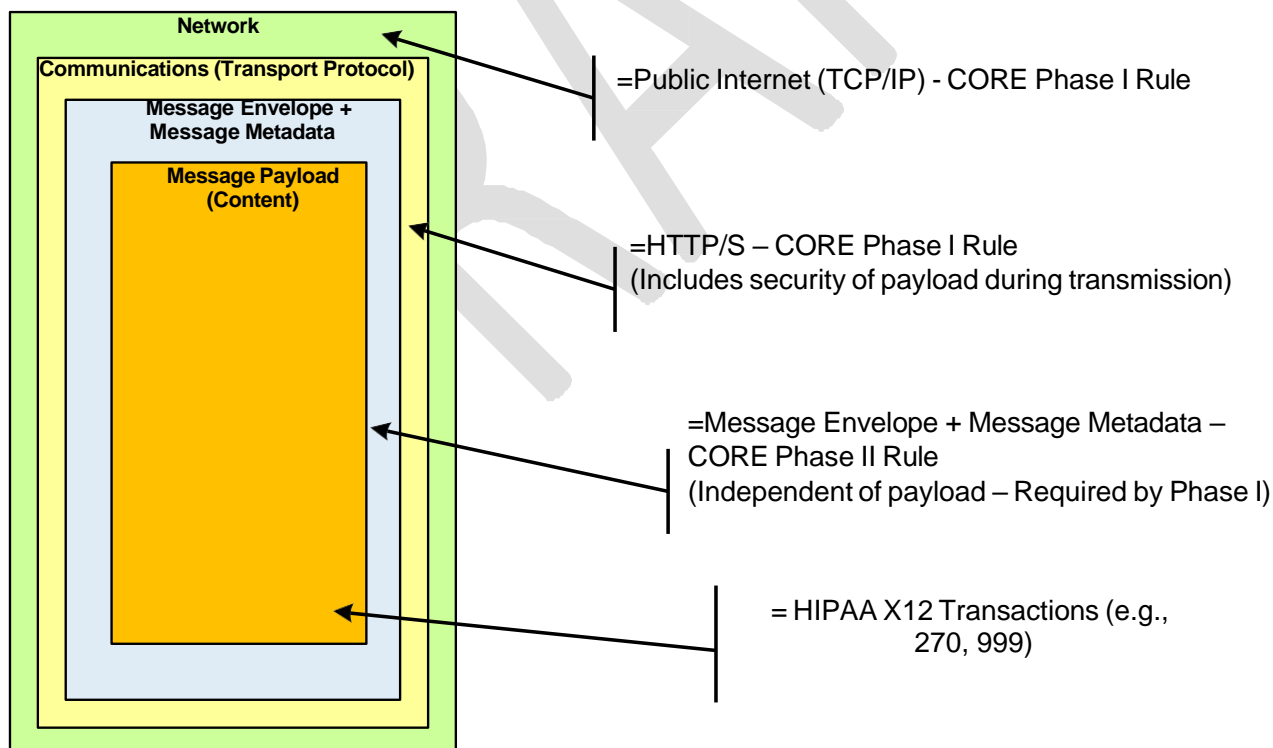 Network
=Public Internet (TCP/IP) - CORE Phase I Rule
Communications (Transport Protocol)
Message Envelope +
Message Metadata
Message Payload
(Content)
=HTTP/S – CORE Phase I Rule
(Includes security of payload during transmission)
=Message Envelope + Message Metadata –
CORE Phase II Rule
(Independent of payload – Required by Phase I)
= HIPAA X12 Transactions (e.g.,
270, 999)